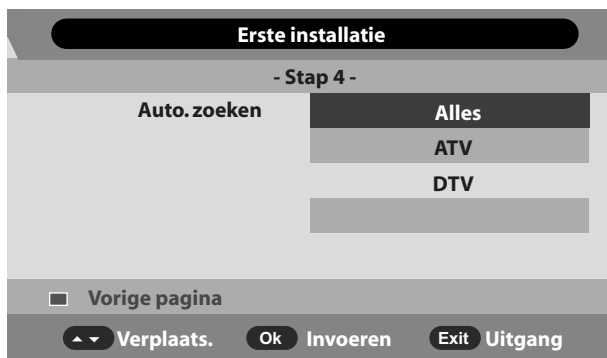 Erste installatie
- Stap 4 -
Auto. zoeken
Alles
ATV
DTV
Vorige pagina
Verplaats. Ok Invoeren Exit Uitgang